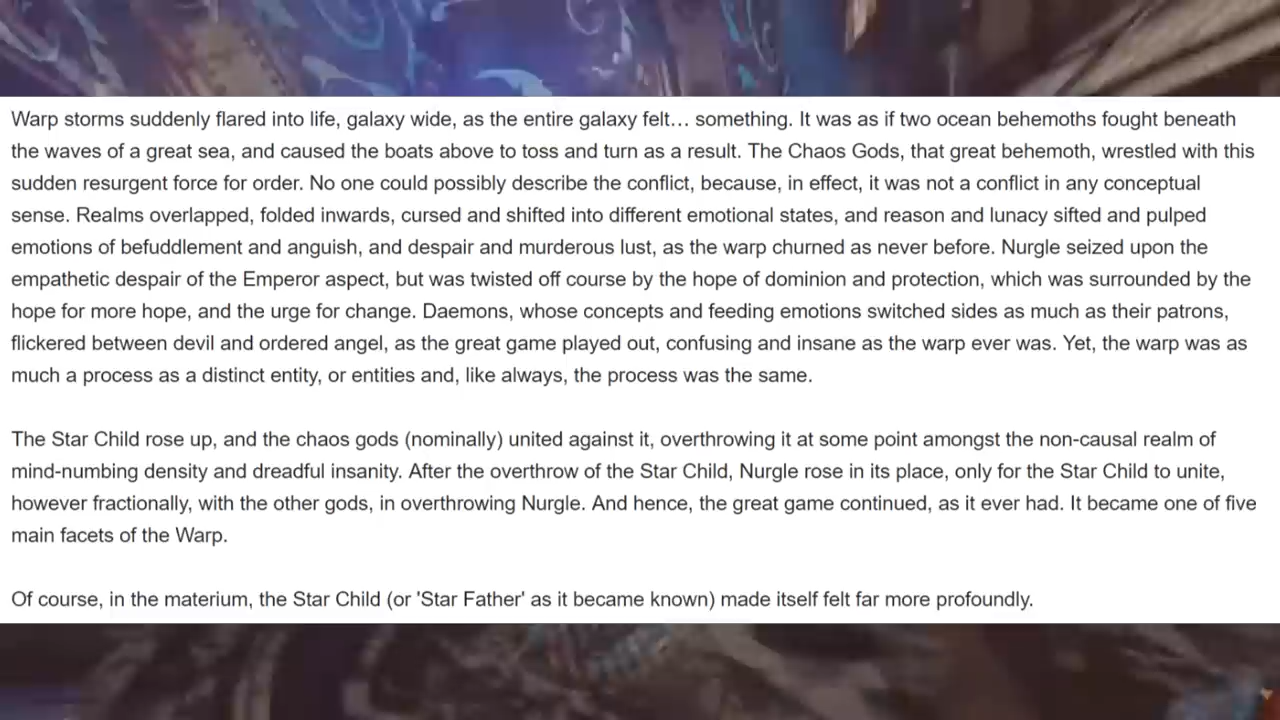 Warp storms suddenly flared into life, galaxy wide, as the entire galaxy felt… something. It was as if two ocean behemoths fought beneath
the waves of a great sea, and caused the boats above to toss and turn as a result. The Chaos Gods, that great behemoth, wrestled with this
sudden resurgent force for order. No one could possibly describe the conflict, because, in effect, it was not a conflict in any conceptual
sense. Realms overlapped, folded inwards, cursed and shifted into different emotional states, and reason and lunacy sifted and pulped
emotions of befuddlement and anguish, and despair and murderous lust, as the warp churned as never before. Nurgle seized upon the
empathetic despair of the Emperor aspect, but was twisted off course by the hope of dominion and protection, which was surrounded by the
hope for more hope, and the urge for change. Daemons, whose concepts and feeding emotions switched sides as much as their patrons,
flickered between devil and ordered angel, as the great game played out, confusing and insane as the warp ever was. Yet, the warp was as
much a process as a distinct entity, or entities and, like always, the process was the same.
The Star Child rose up, and the chaos gods (nominally) united against it, overthrowing it at some point amongst the non-causal realm of
mind-numbing density and dreadful insanity. After the overthrow of the Star Child, Nurgle rose in its place, only for the Star Child to unite,
however fractionally, with the other gods, in overthrowing Nurgle. And hence, the great game continued, as it ever had. It became one of five
main facets of the Warp.
Of course, in the materium, the Star Child (or 'Star Father' as it became known) made itself felt far more profoundly.